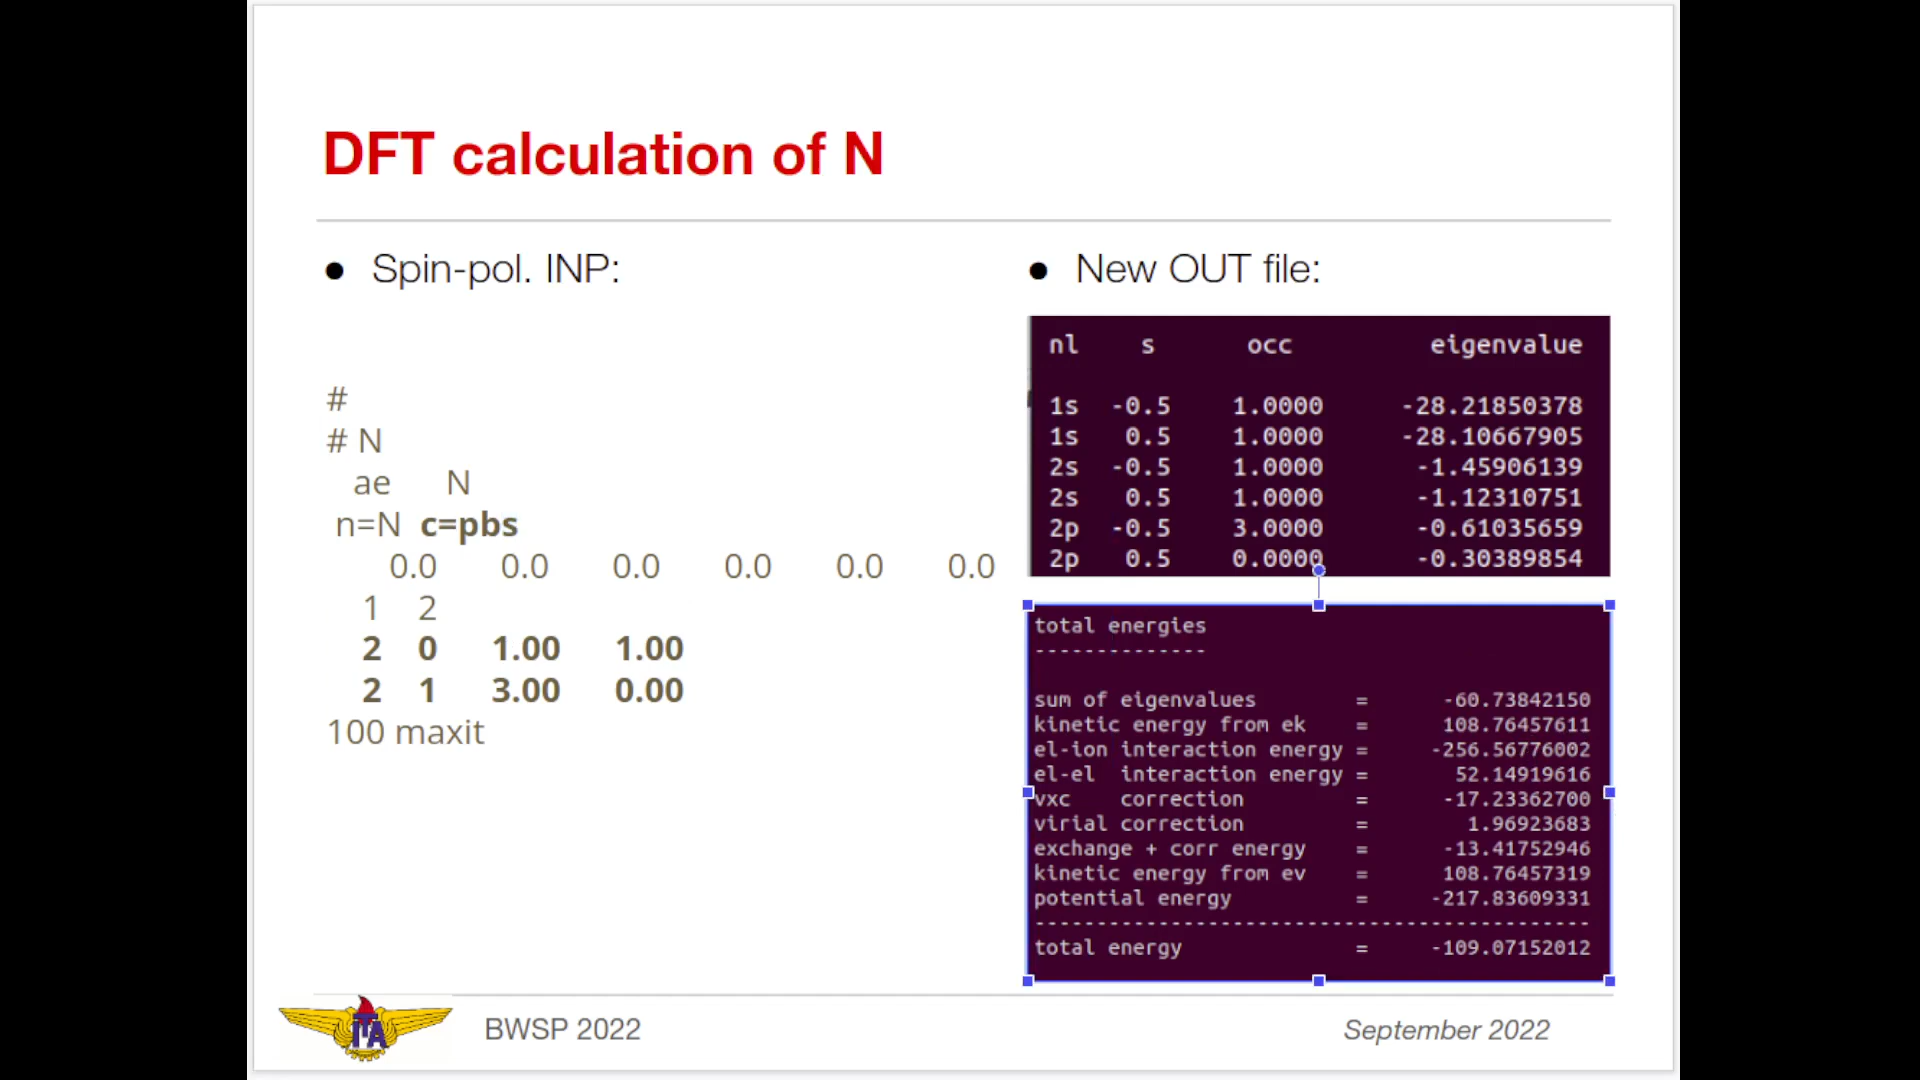 DFT calculation of N
● Spin-pol. INP:
#
# N
ae N
n=N c=pbs
0.0 0.0 0.0 0.0 0.0 0.0
1 2
2 0 1.00 1.00
2 1 3.00 0.00
100 maxit
● New OUT file:
nl s occ eigenvalue
1s -0.5 1.0000 -28.21850378
1s 0.5 1.0000 -28.10667905
2s -0.5 1.0000 -1.45906139
2s 0.5 1.0000 -1.12310751
2p -0.5 3.0000 -0.61035659
2p 0.5 0.0000 -0.30389854
total energies
--------------
sum of eigenvalues = -60.73842150
kinetic energy from ek = 108.76457611
el-ion interaction energy = -256.56776002
el-el interaction energy = 52.14919616
vxc correction = -17.23362700
virial correction = 1.96923683
exchange + corr energy = -13.41752946
kinetic energy from ev = 108.76457319
potential energy = -217.83609331
---------------------------------------------
total energy = -109.07152012
ITA
BWSP 2022
September 2022